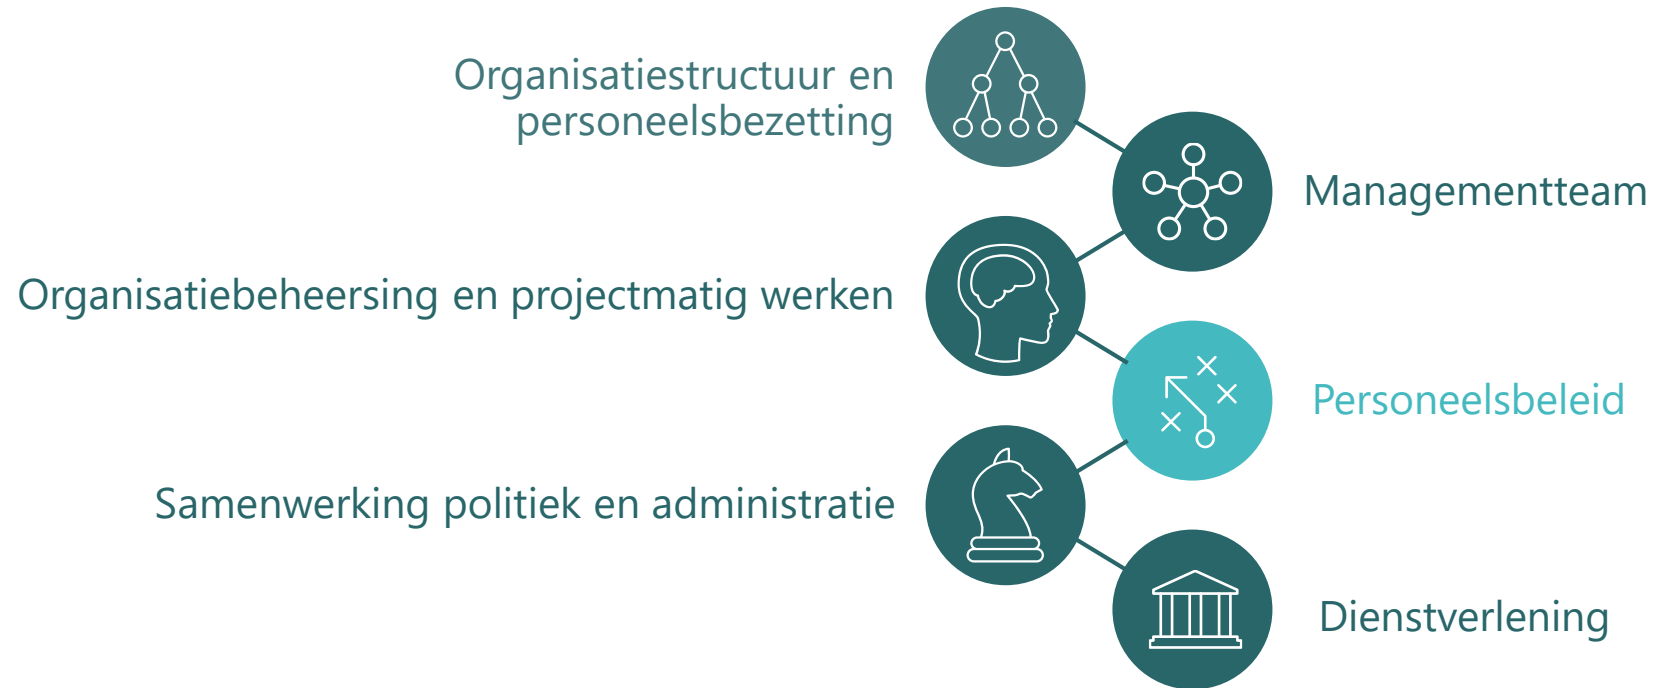 Organisatiestructuur en
personeelsbezetting
Managementteam
Organisatiebeheersing en projectmatig werken
Personeelsbeleid
Samenwerking politiek en administratie
Dienstverlening